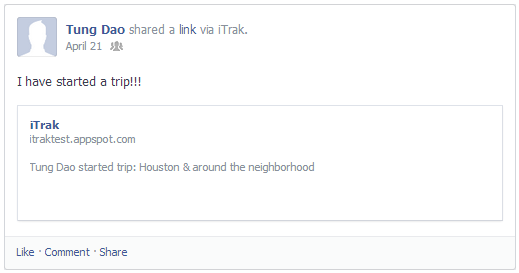 Tung Dao shared a link via iTrak.
April 21
I have started a trip!!!
iTrak
itraktest.appspot.com
Tung Dao started trip: Houston & around the neighborhood
Like · Comment · Share